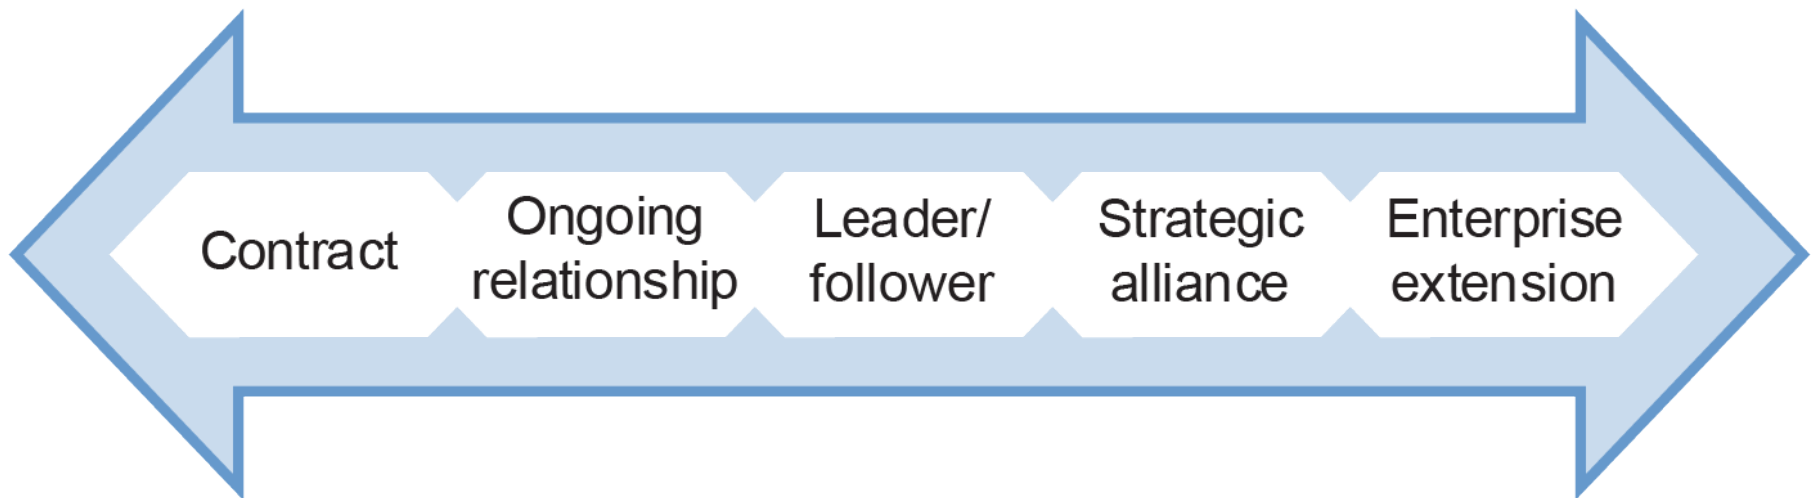 Contract
Ongoing
relationship
Leader/
follower
Strategic
alliance
Enterprise
extension